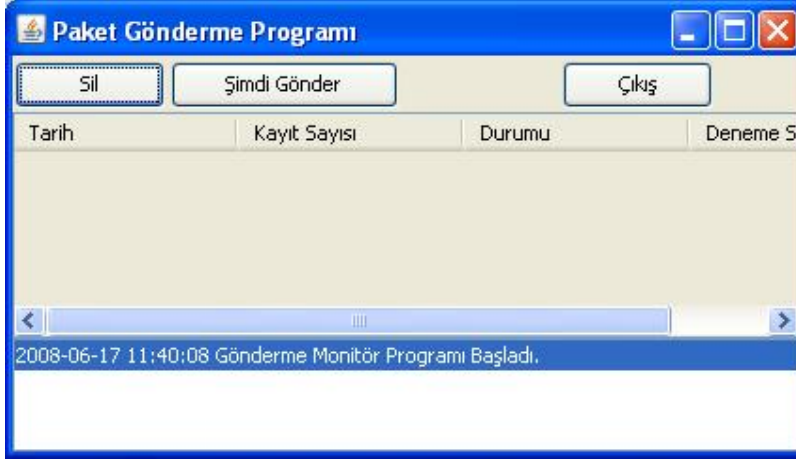 Paket Gönderme Programı
Sil Şimdi Gönder Çıkış
Tarih Kayıt Sayısı Durumu Deneme S
2008-06-17 11:40:08 Gönderme Monitör Programı Başladı.